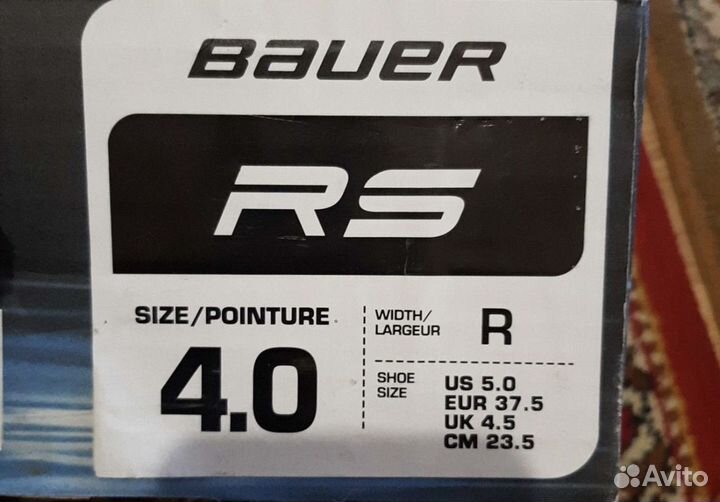 BAUER
RS
SIZE/POINTURE
4.0
WIDTH/
LARGEUR
R
SHOE
SIZE
US 5.0
EUR 37.5
UK 4.5
CM 23.5
Avito